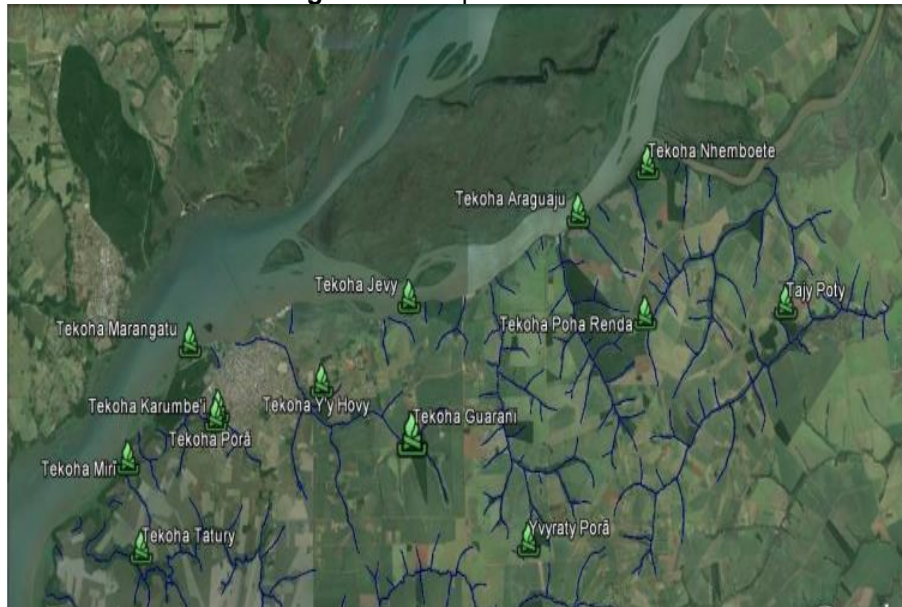 Tekoha Nhemboete
Tekoha Araguaju
Tekoha Jevy
Tajy Poty
Tekoha Poha Renda
Tekoha Marangatu
Tekoha Y'y Hovy
Tekoha Karumbe'i
Tekoha Guarani
Tekoha Porã
Tekoha Mirĩ
Yvyraty Porã
Tekoha Tatury